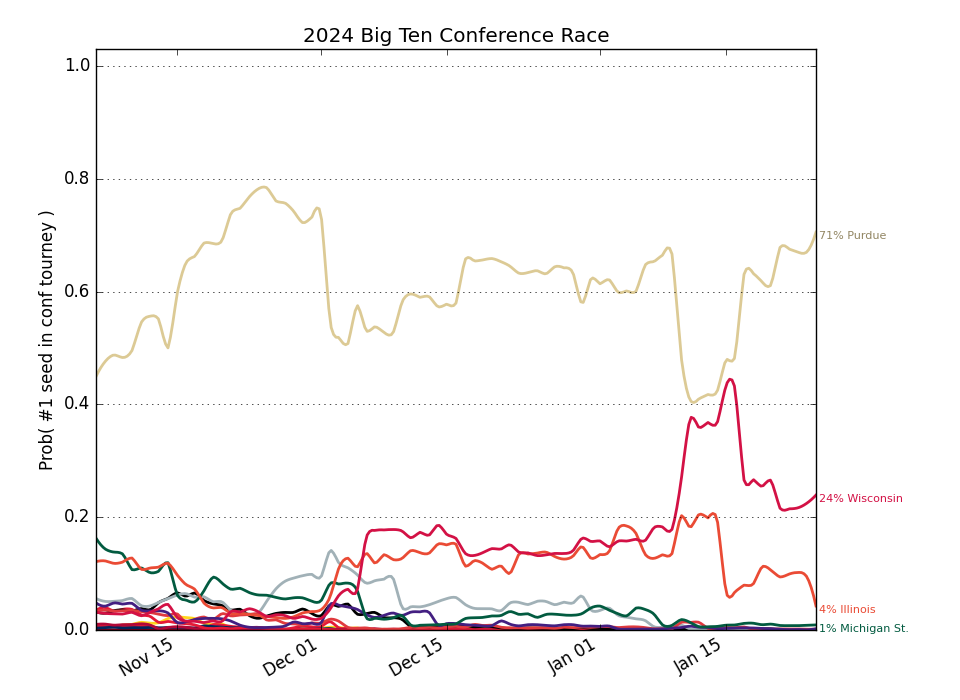 2024 Big Ten Conference Race
Prob( #1 seed in conf tourney )
1.0
0.8
0.6
0.4
0.2
0.0
Nov 15
Dec 01
Dec 15
Jan 01
Jan 15
71% Purdue
24% Wisconsin
4% Illinois
1% Michigan St.